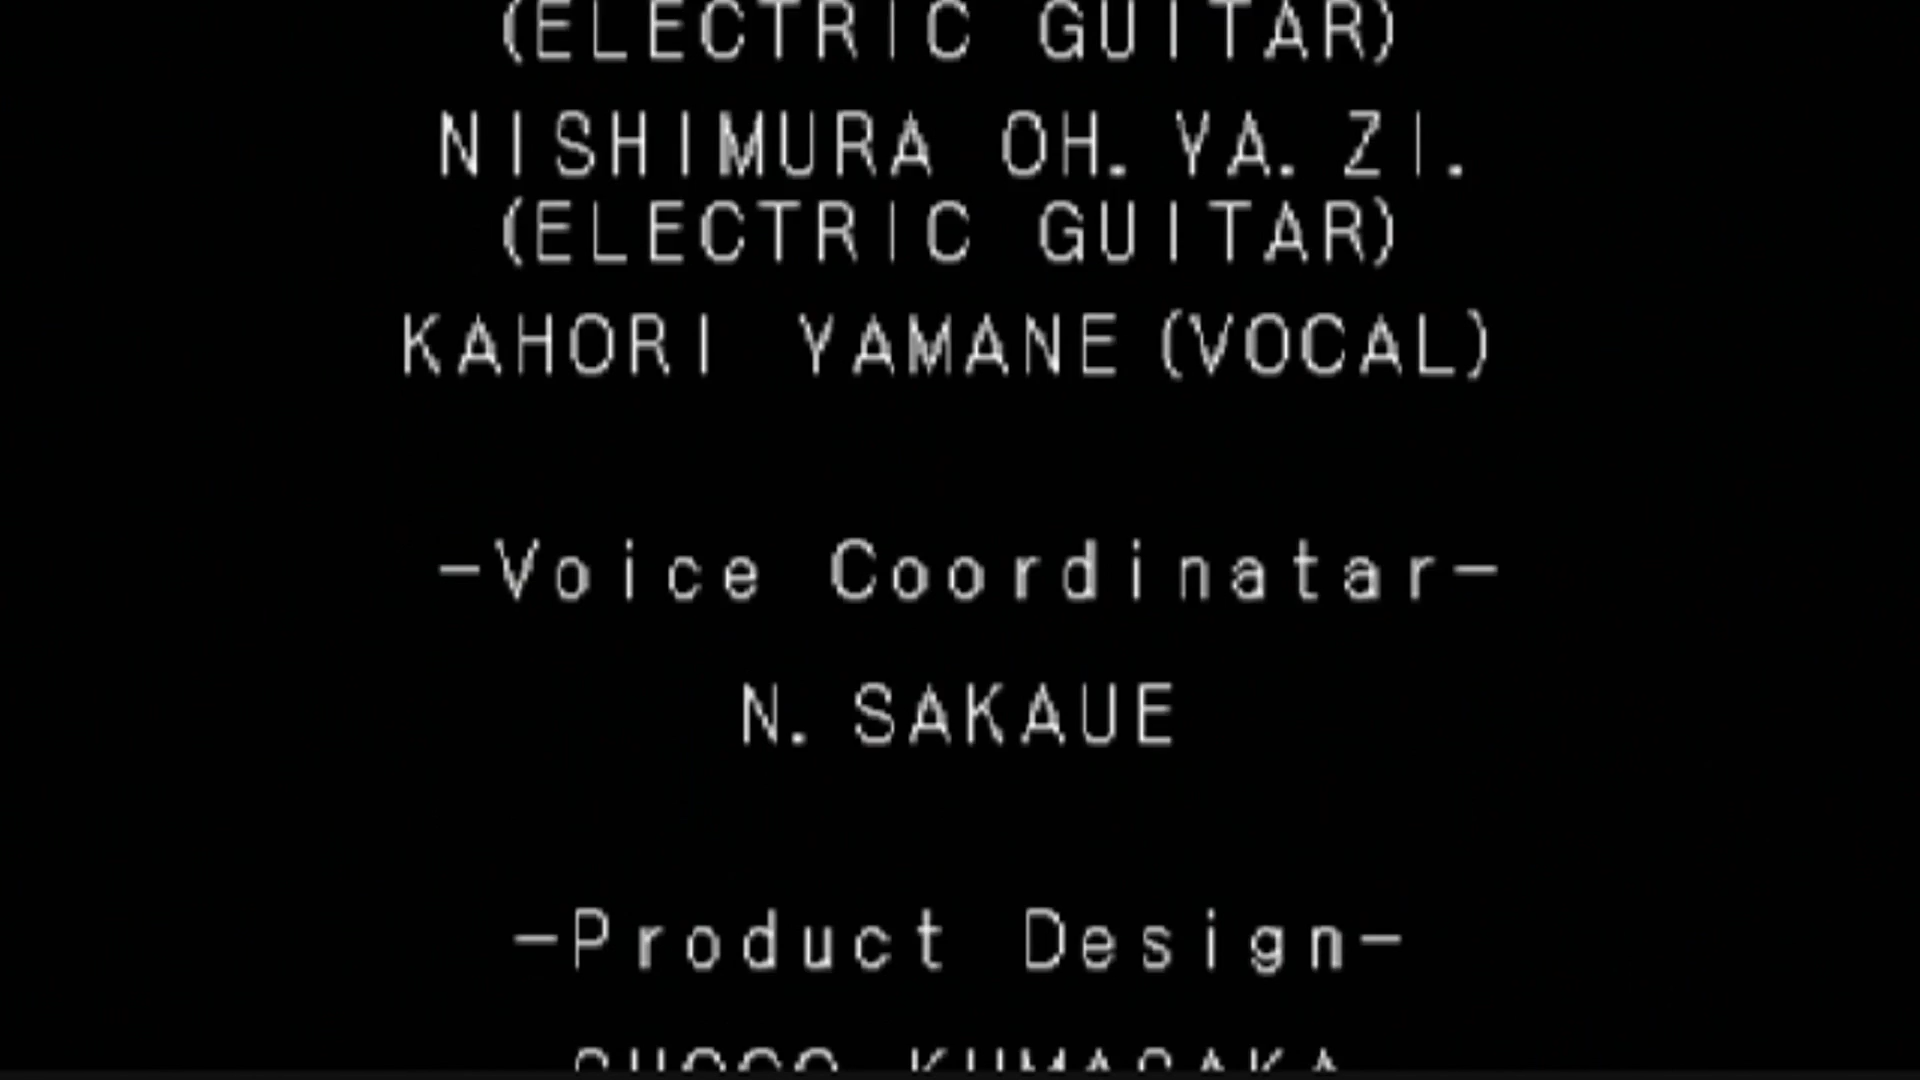 (ELECTRIC GUITAR)
NISHIMURA OH. YA. ZI.
(ELECTRIC GUITAR)
KAHORI YAMANE (VOCAL)
-Voice Coordinatar-
N. SAKAUE
-Product Design-